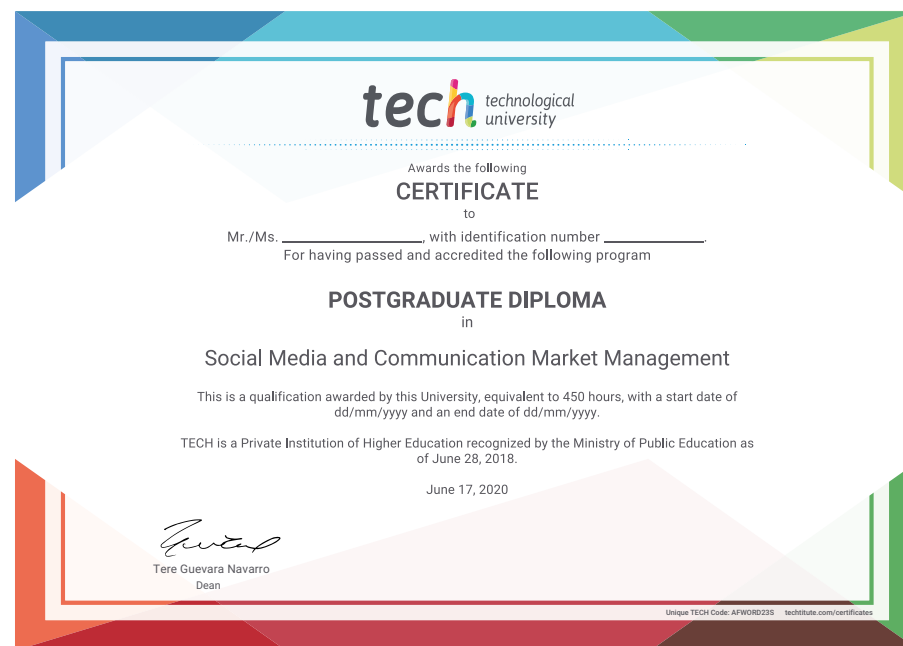 tech technological
university
Awards the following
CERTIFICATE
to
Mr./Ms. ____________________, with identification number ______________.
For having passed and accredited the following program
POSTGRADUATE DIPLOMA
in
Social Media and Communication Market Management
This is a qualification awarded by this University, equivalent to 450 hours, with a start date of
dd/mm/yyyy and an end date of dd/mm/yyyy.
TECH is a Private Institution of Higher Education recognized by the Ministry of Public Education as
of June 28, 2018.
June 17, 2020
Tere Guevara Navarro
Dean
Unique TECH Code: AFWORD23S techtitute.com/certificates